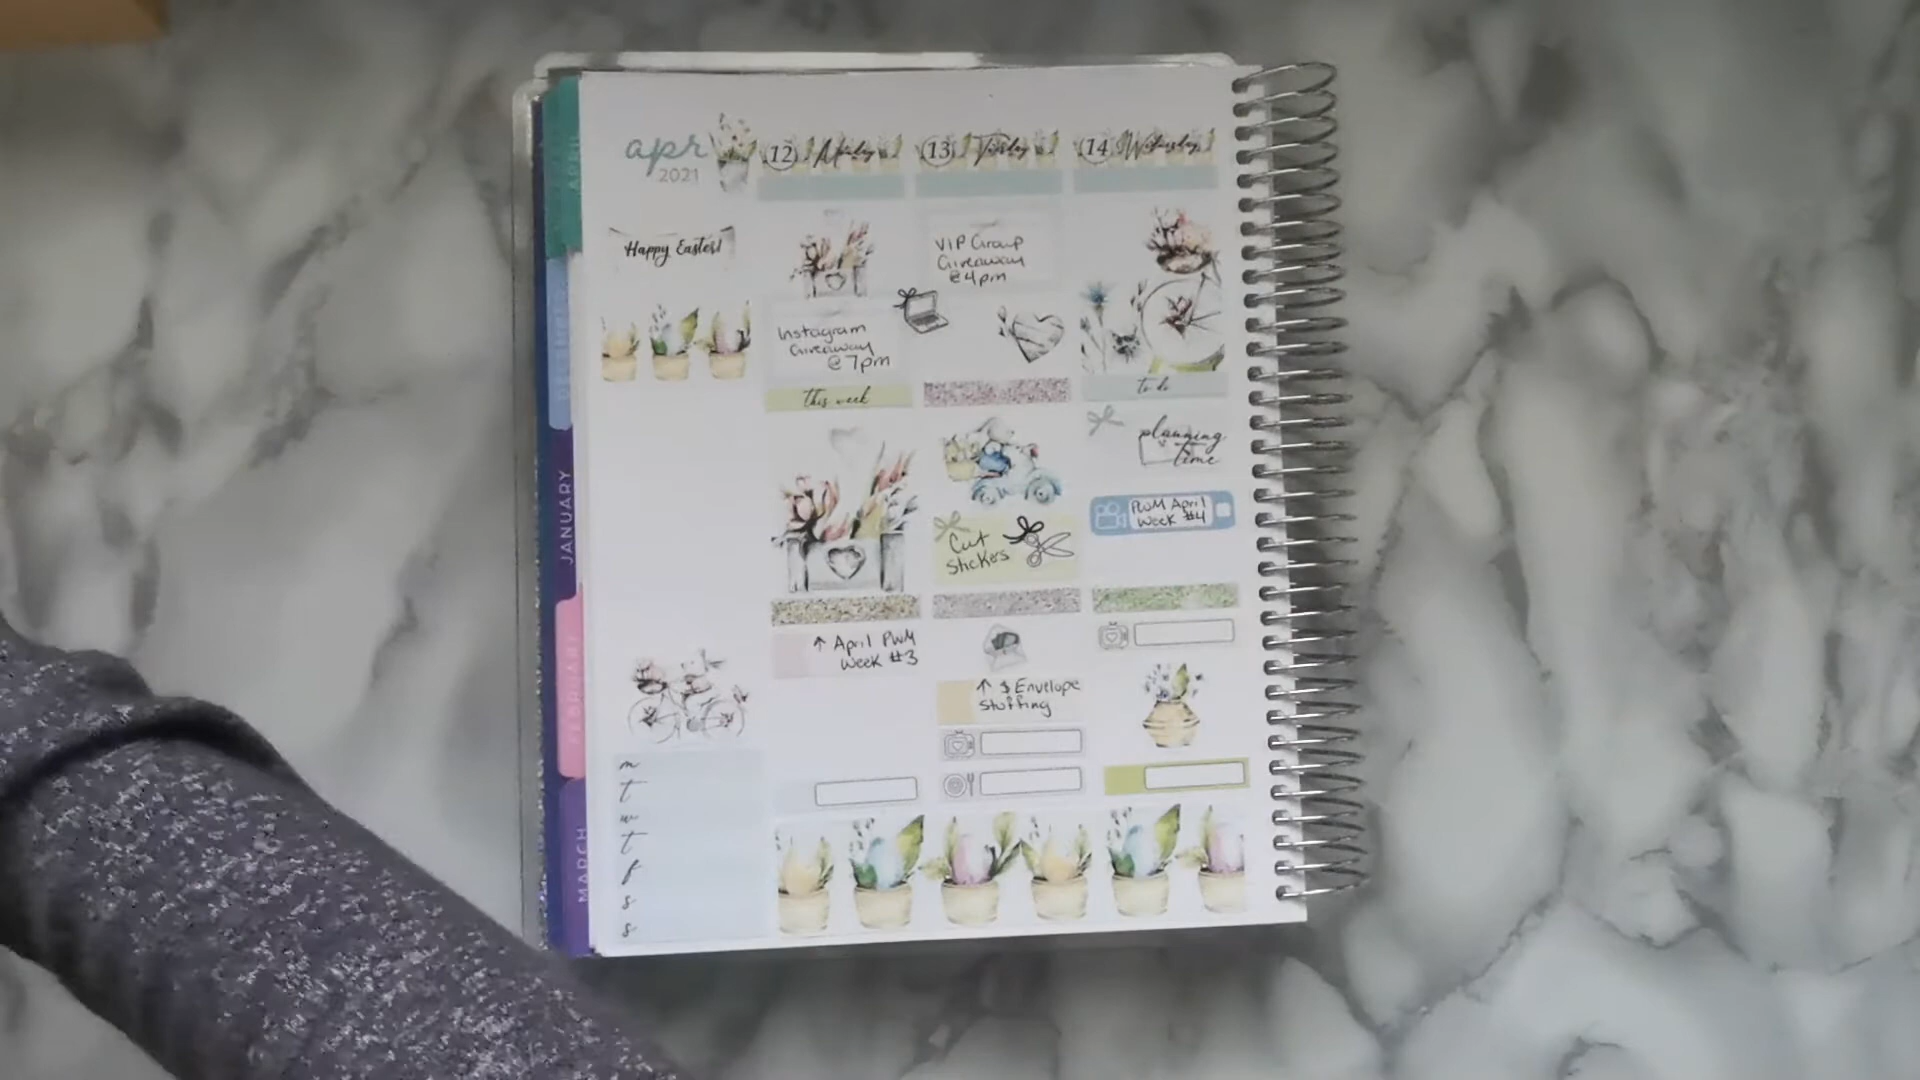 apr
2021
12 Monday
13 Tuesday
14 Wednesday
Happy Easter!
Instagram
Giveaway
@ 7pm
VIP Group
Giveaway
@ 4pm
this week
to do
planning
time
PWM April
Week #4
Cut
Stickers
↑ April PWM
Week #3
↑ $ Envelope
Stuffing
m
t
w
t
f
s
s
JANUARY
FEBRUARY
MARCH